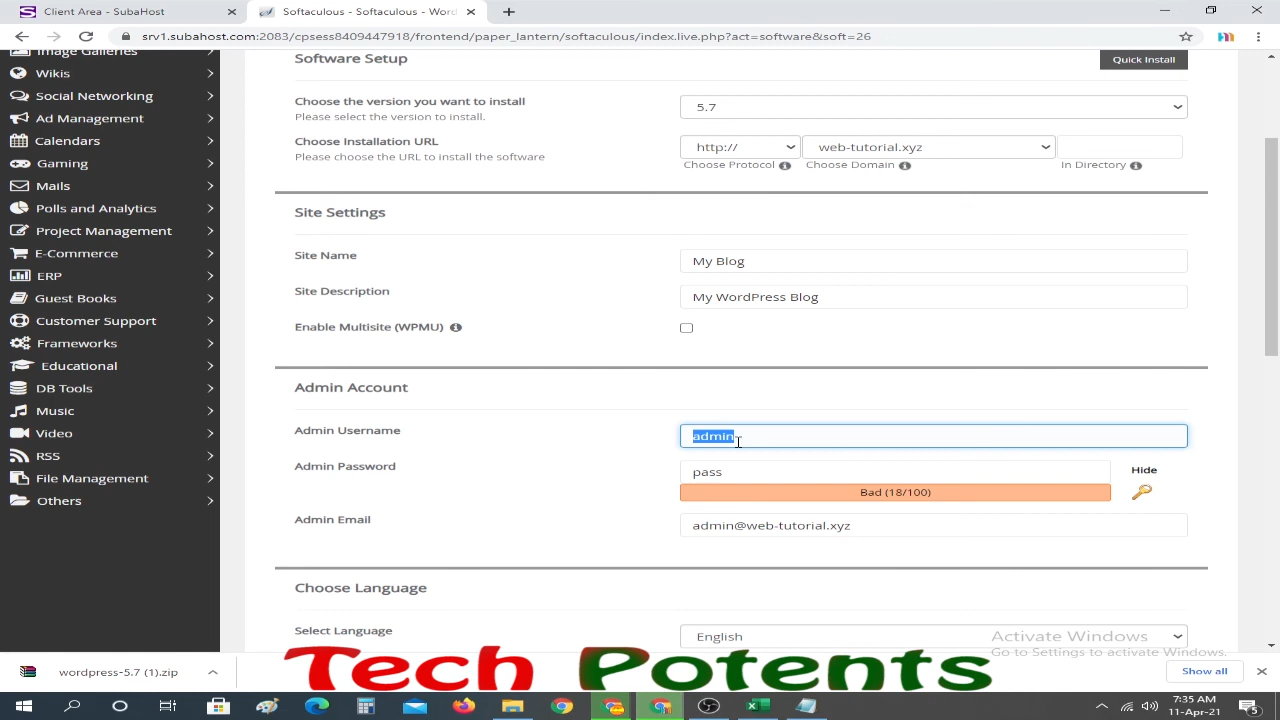 Client Area - SubaHost
Softaculous - Softaculous - Wor
srv1.subahost.com:2083/cpsess8409447918/frontend/paper_lantern/softaculous/index.live.php?act=software&soft=26
Image Galleries
Wikis
Social Networking
Ad Management
Calendars
Gaming
Mails
Polls and Analytics
Project Management
E-Commerce
ERP
Guest Books
Customer Support
Frameworks
Educational
DB Tools
Music
Video
RSS
File Management
Others
Software Setup
Quick Install
Choose the version you want to install
Please select the version to install.
5.7
Choose Installation URL
Please choose the URL to install the software
http://
web-tutorial.xyz
Choose Protocol
Choose Domain
In Directory
Site Settings
Site Name
My Blog
Site Description
My WordPress Blog
Enable Multisite (WPMU)
Admin Account
Admin Username
admin
Admin Password
pass
Hide
Bad (18/100)
Admin Email
admin@web-tutorial.xyz
Choose Language
Select Language
English
Activate Windows
Go to Settings to activate Windows.
wordpress-5.7 (1).zip
Tech Potents
Show all
7:35 AM
11-Apr-21
5